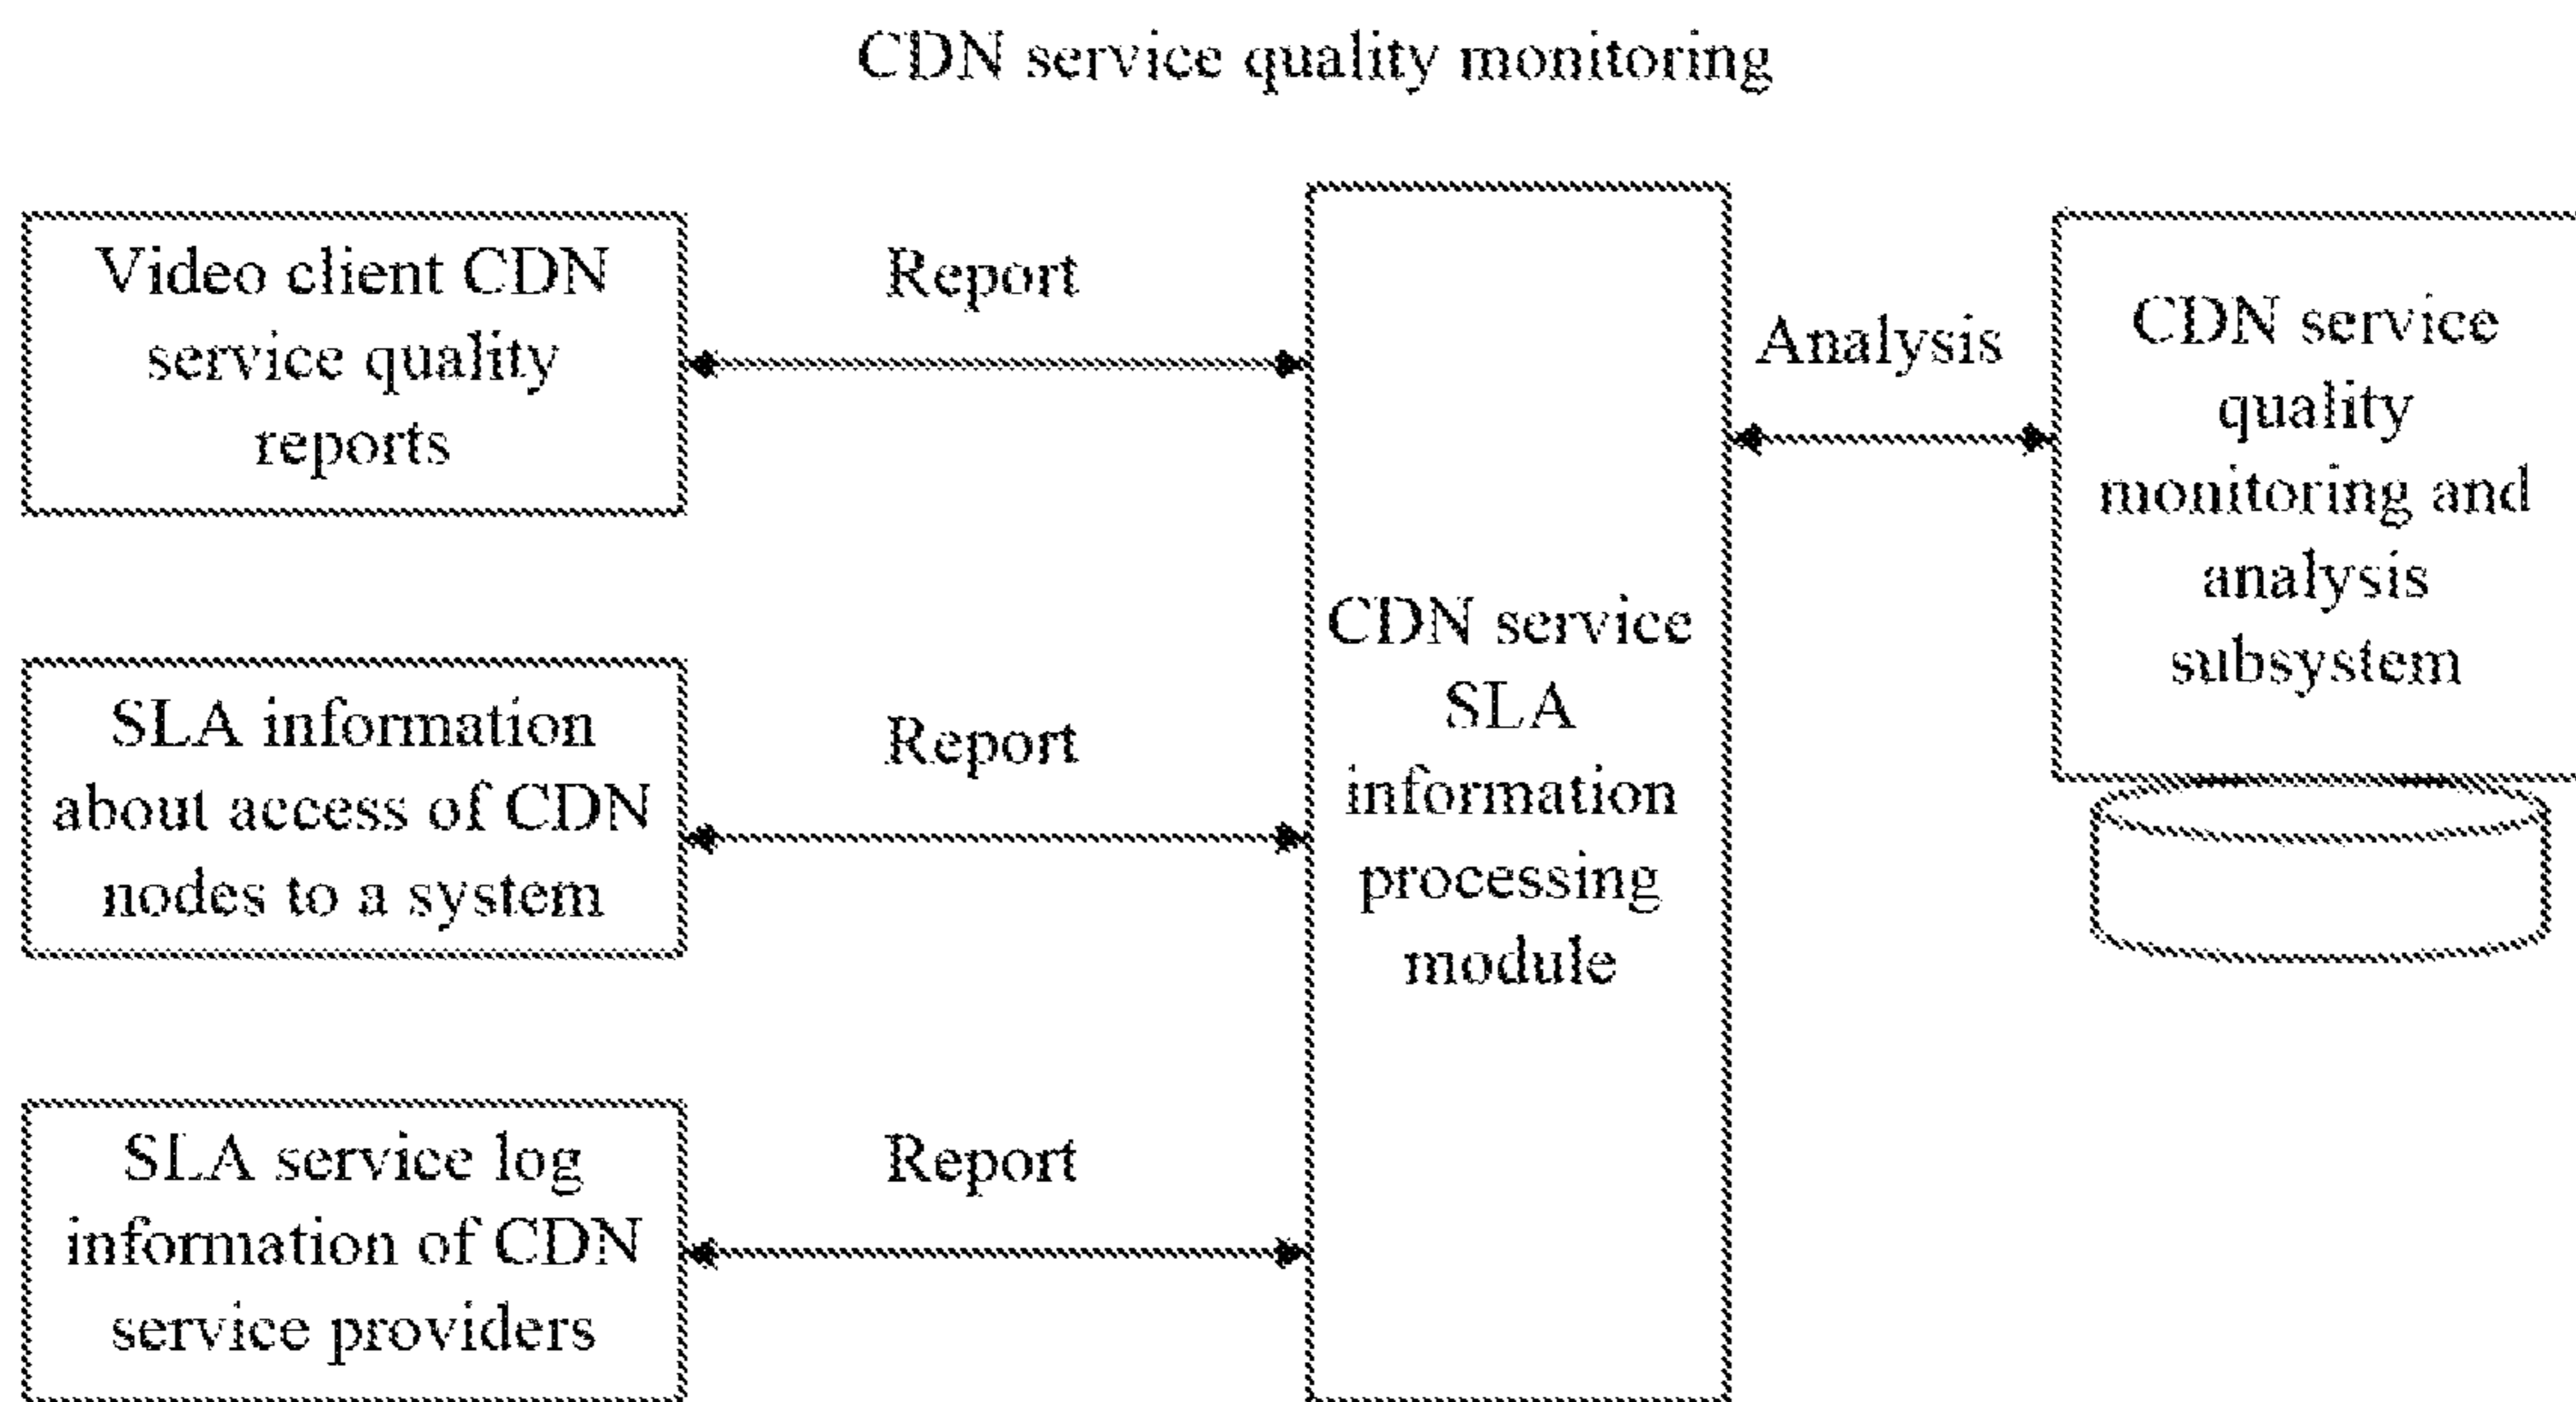 CDN service quality monitoring
Video client CDN
service quality
reports
Report
SLA information
about access of CDN
nodes to a system
Report
SLA service log
information of CDN
service providers
Report
CDN service
SLA
information
processing
module
Analysis
CDN service
quality
monitoring and
analysis
subsystem